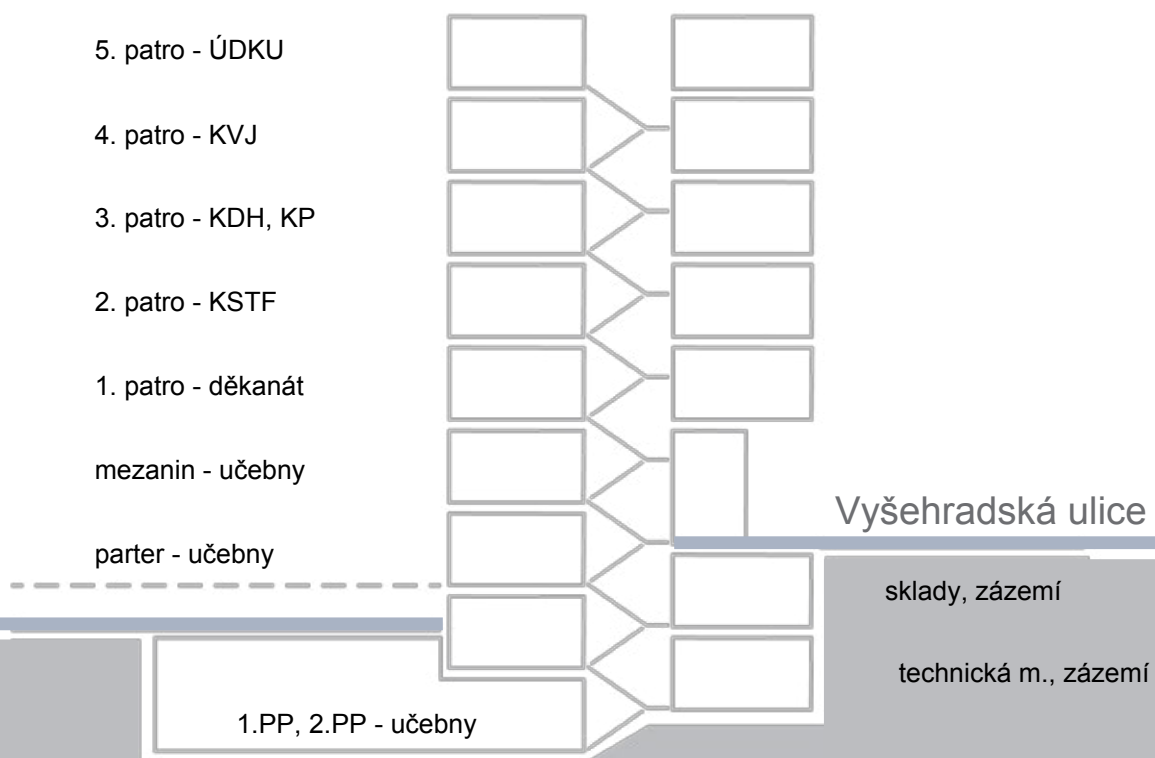 5. patro - ÚDKU
4. patro - KVJ
3. patro - KDH, KP
2. patro - KSTF
1. patro - děkanát
mezanin - učebny
Vyšehradská ulice
parter - učebny
sklady, zázemí
technická m., zázemí
1.PP, 2.PP - učebny